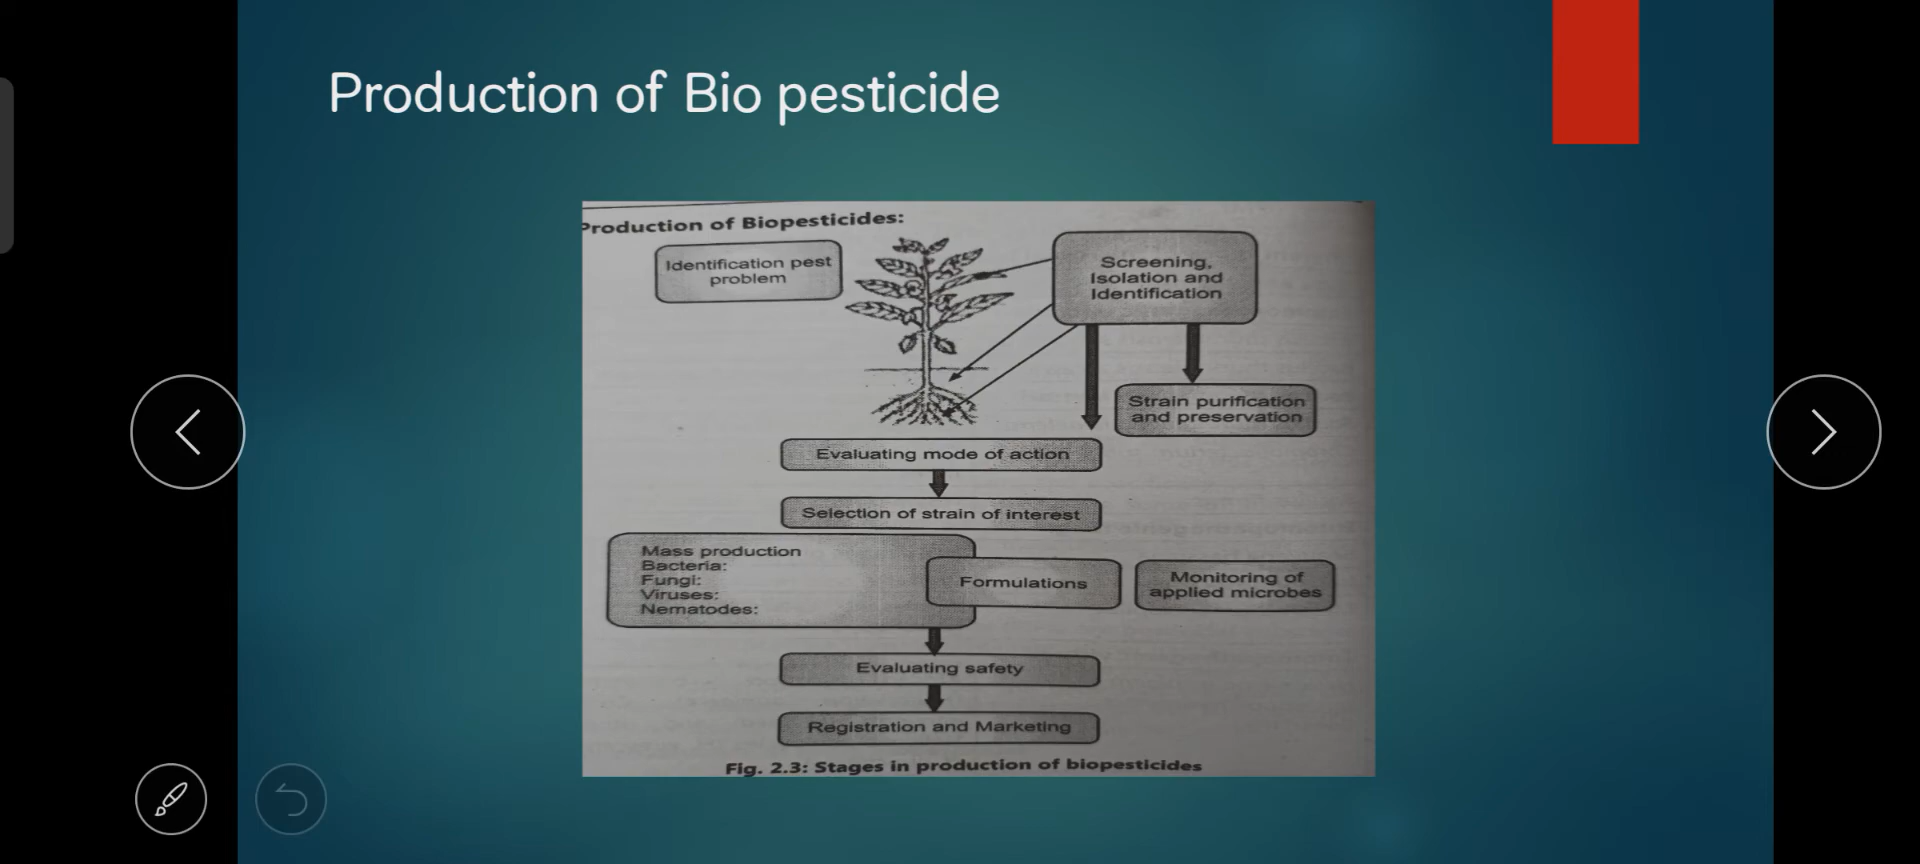 Production of Bio pesticide
Production of Biopesticides:
Identification pest
problem
Screening,
Isolation and
Identification
Strain purification
and preservation
Evaluating mode of action
Selection of strain of interest
Mass production
Bacteria:
Fungi:
Viruses:
Nematodes:
Formulations
Monitoring of
applied microbes
Evaluating safety
Registration and Marketing
Fig. 2.3: Stages in production of biopesticides